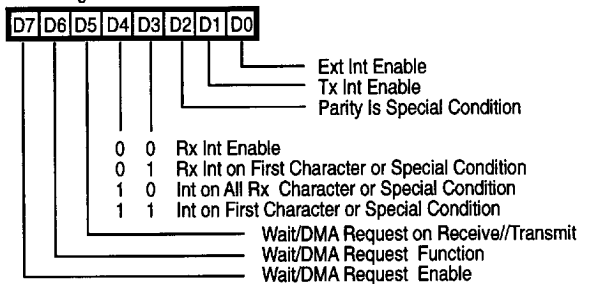 D7 D6 D5 D4 D3 D2 D1 D0
Ext Int Enable
Tx Int Enable
Parity Is Special Condition
0 0 Rx Int Enable
0 1 Rx Int on First Character or Special Condition
1 0 Int on All Rx Character or Special Condition
1 1 Int on First Character or Special Condition
Wait/DMA Request on Receive//Transmit
Wait/DMA Request Function
Wait/DMA Request Enable